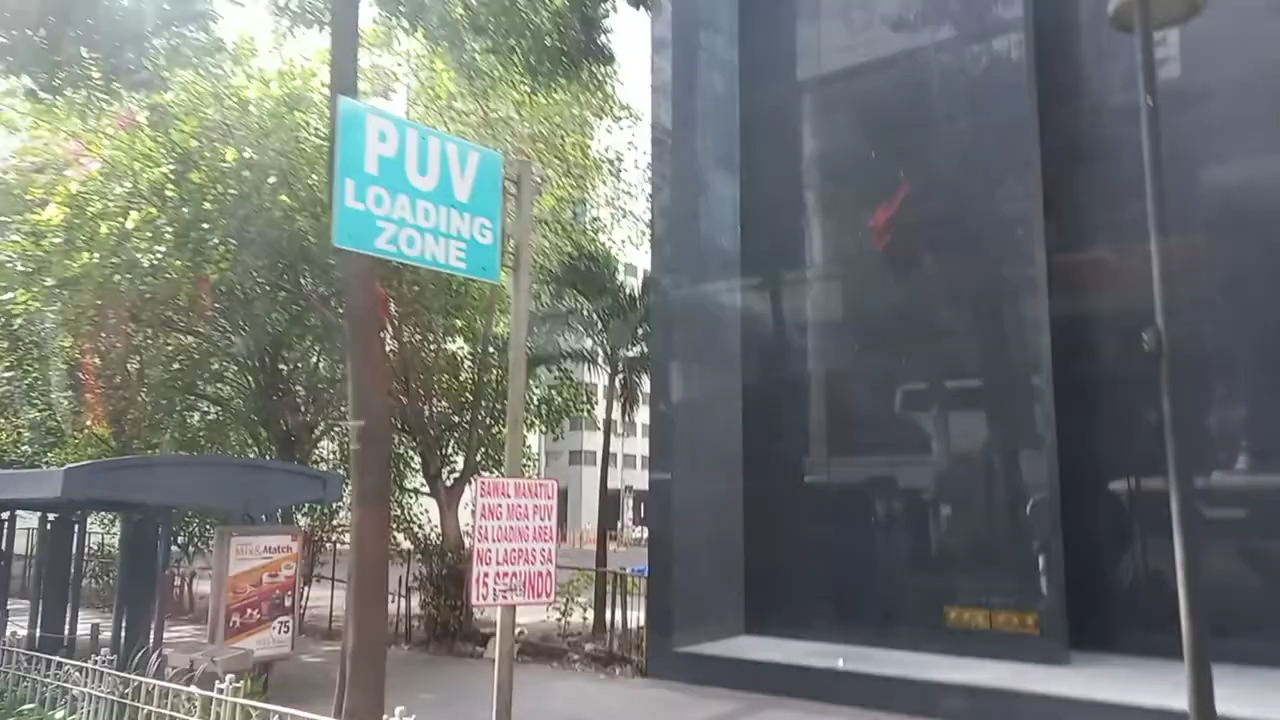 PUV
LOADING
ZONE
BAWAL MANATILI
ANG MGA PUV
SA LOADING AREA
NG LAGPAS SA
15 SEGUNDO
Mix&Match
+75